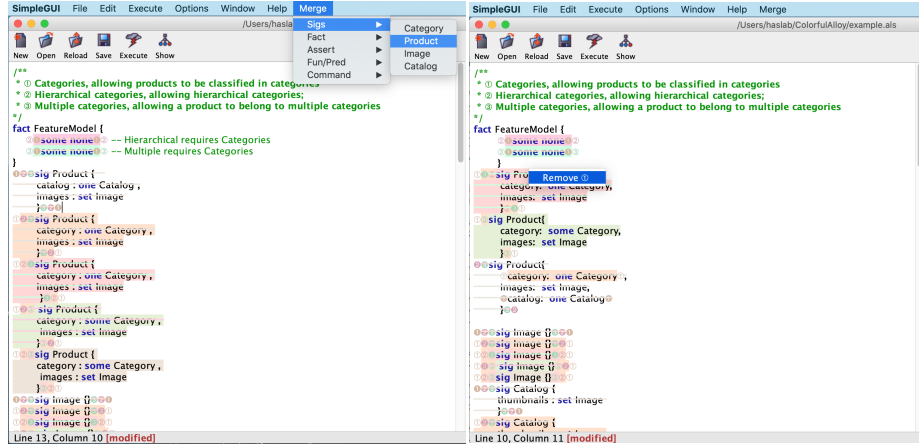 SimpleGUI File Edit Execute Options Window Help Merge
/Users/hasla
Sigs
Fact
Assert
Fun/Pred
Command
Category
Product
Image
Catalog
New Open Reload Save Execute Show
/**
* ① Categories, allowing products to be classified in categories
* ② Hierarchical categories, allowing hierarchical categories;
* ③ Multiple categories, allowing a product to belong to multiple categories
*/
fact FeatureModel {
some none -- Hierarchical requires Categories
some none -- Multiple requires Categories
}
sig Product {
catalog : one Catalog ,
images : set Image
}
sig Product {
category : one Category ,
images : set Image
}
sig Product {
category : one Category ,
images : set Image
}
sig Product {
category : some Category ,
images : set Image
}
sig Product {
category : some Category ,
images : set Image
}
sig Image {}
sig Image {}
sig Image {}
Line 13, Column 10 [modified]
SimpleGUI File Edit Execute Options Window Merge Help
/Users/haslab/ColorfulAlloy/example.als
New Open Reload Save Execute Show
/**
* ① Categories, allowing products to be classified in categories
* ② Hierarchical categories, allowing hierarchical categories;
* ③ Multiple categories, allowing a product to belong to multiple categories
*/
fact FeatureModel {
some none
some none
}
sig Pro
Remove ①
category: one Category,
images: set Image
}
sig Product{
category: some Category,
images: set Image
}
sig Product{
category: one Category ,
images: set Image,
catalog: one Catalog
}
sig Image {}
sig Image {}
sig Image {}
sig Image {}
sig Image {}
sig Catalog {
thumbnails : set Image
}
sig Catalog {
Line 10, Column 11 [modified]